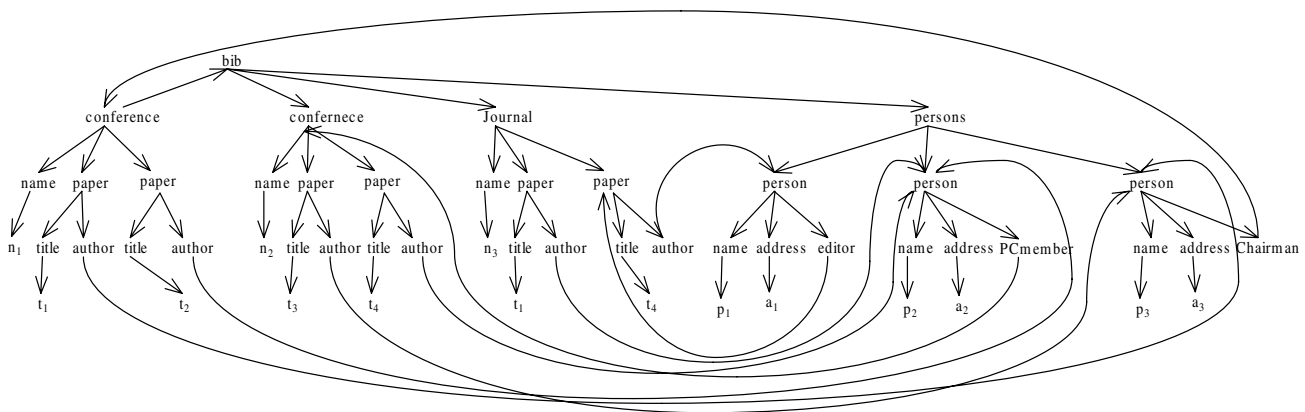 bib
conference confernece Journal persons
name paper paper name paper paper name paper paper person person person
n₁ title author title author n₂ title author title author n₃ title author title author name address editor name address PCmember name address Chairman
t₁ t₂ t₃ t₄ t₁ t₄ p₁ a₁ p₂ a₂ p₃ a₃